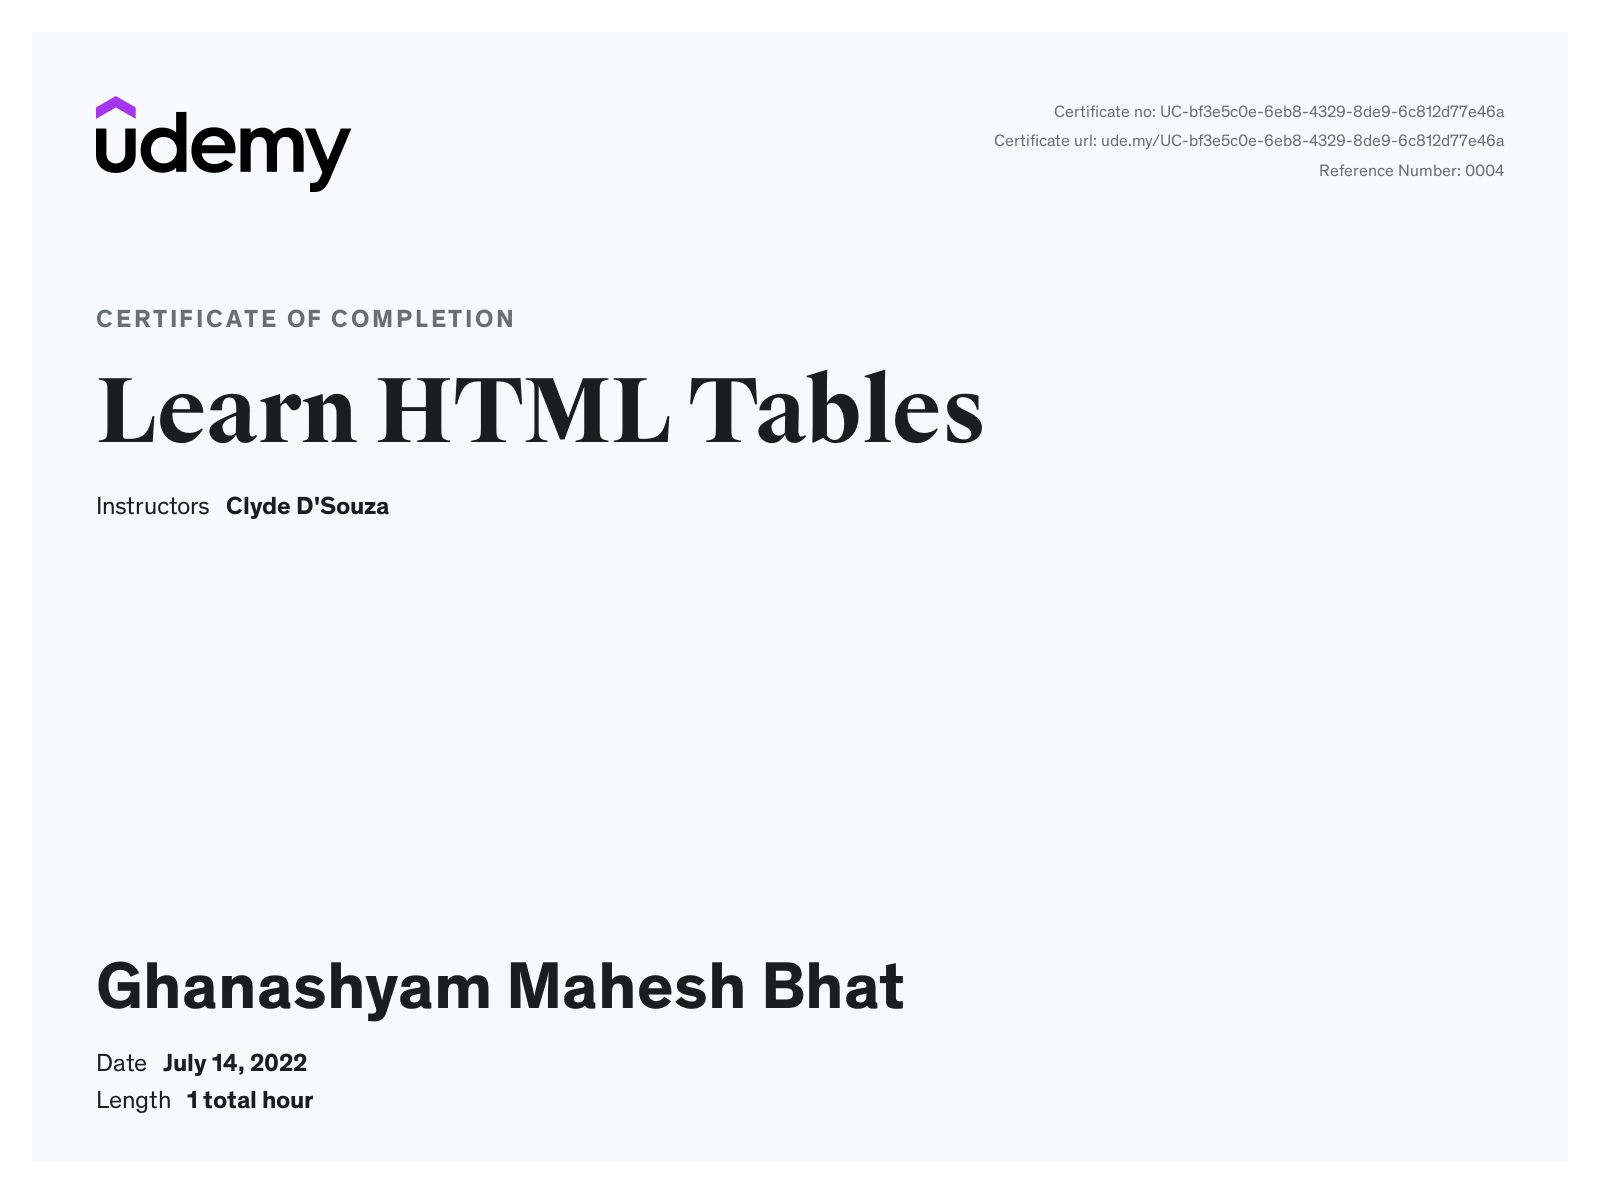 udemy
Certificate no: UC-bf3e5c0e-6eb8-4329-8de9-6c812d77e46a
Certificate url: ude.my/UC-bf3e5c0e-6eb8-4329-8de9-6c812d77e46a
Reference Number: 0004
CERTIFICATE OF COMPLETION
Learn HTML Tables
Instructors Clyde D'Souza
Ghanashyam Mahesh Bhat
Date July 14, 2022
Length 1 total hour